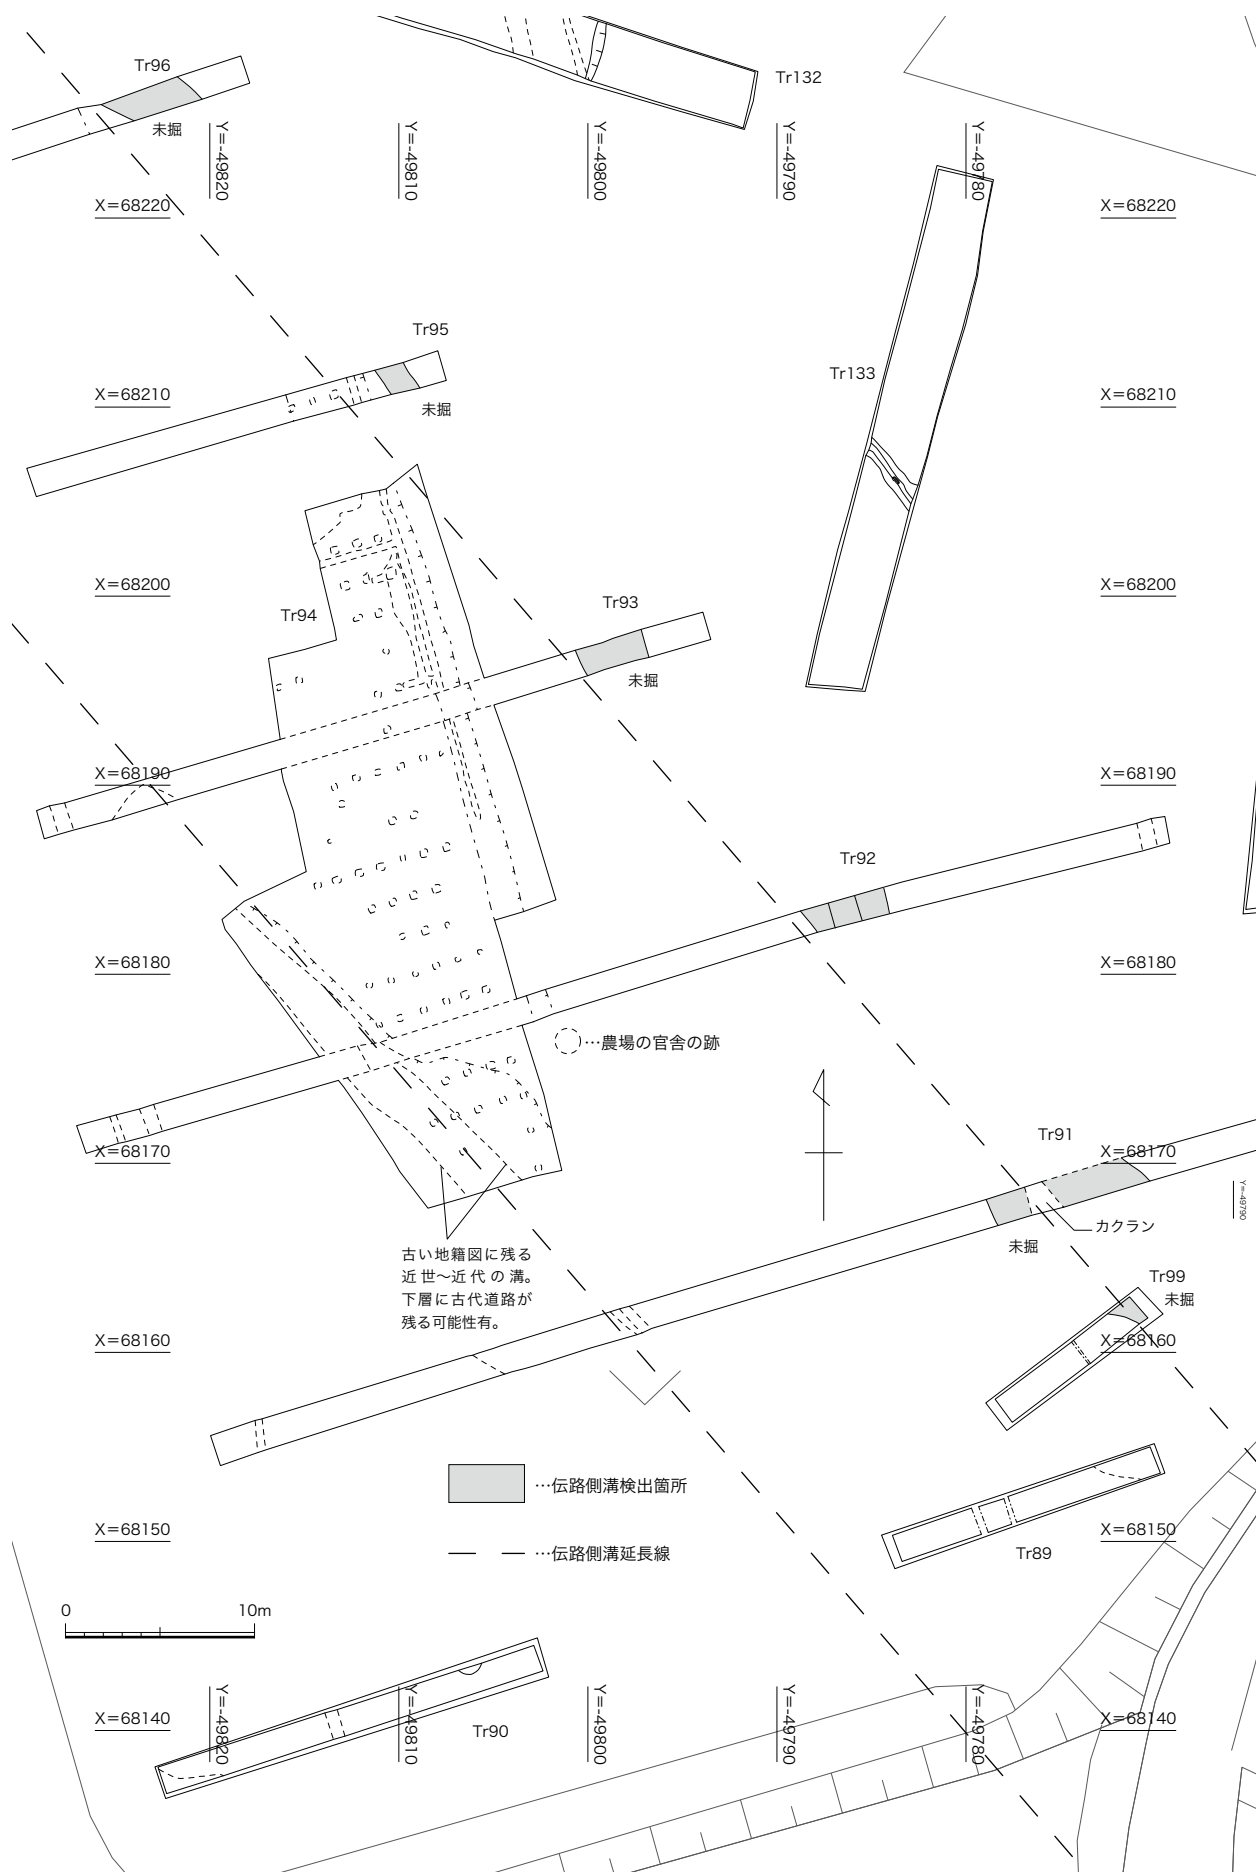 Tr96
Tr132
未掘
Y=-49820
Y=-49810
Y=-49800
Y=-49790
Y=-49780
X=68220
X=68220
Tr95
Tr133
X=68210
未掘
X=68210
X=68200
Tr94
Tr93
X=68200
未掘
X=68190
X=68190
Tr92
X=68180
X=68180
…農場の官舎の跡
Tr91
X=68170
X=68170
Y=-49790
カクラン
未掘
古い地籍図に残る
近世〜近代の溝。
下層に古代道路が
残る可能性有。
Tr99
未掘
X=68160
X=68160
…伝路側溝検出箇所
X=68150
X=68150
…伝路側溝延長線
Tr89
0 10m
Y=-49820
Y=-49810
Y=-49800
Y=-49790
Y=-49780
X=68140
X=68140
Tr90